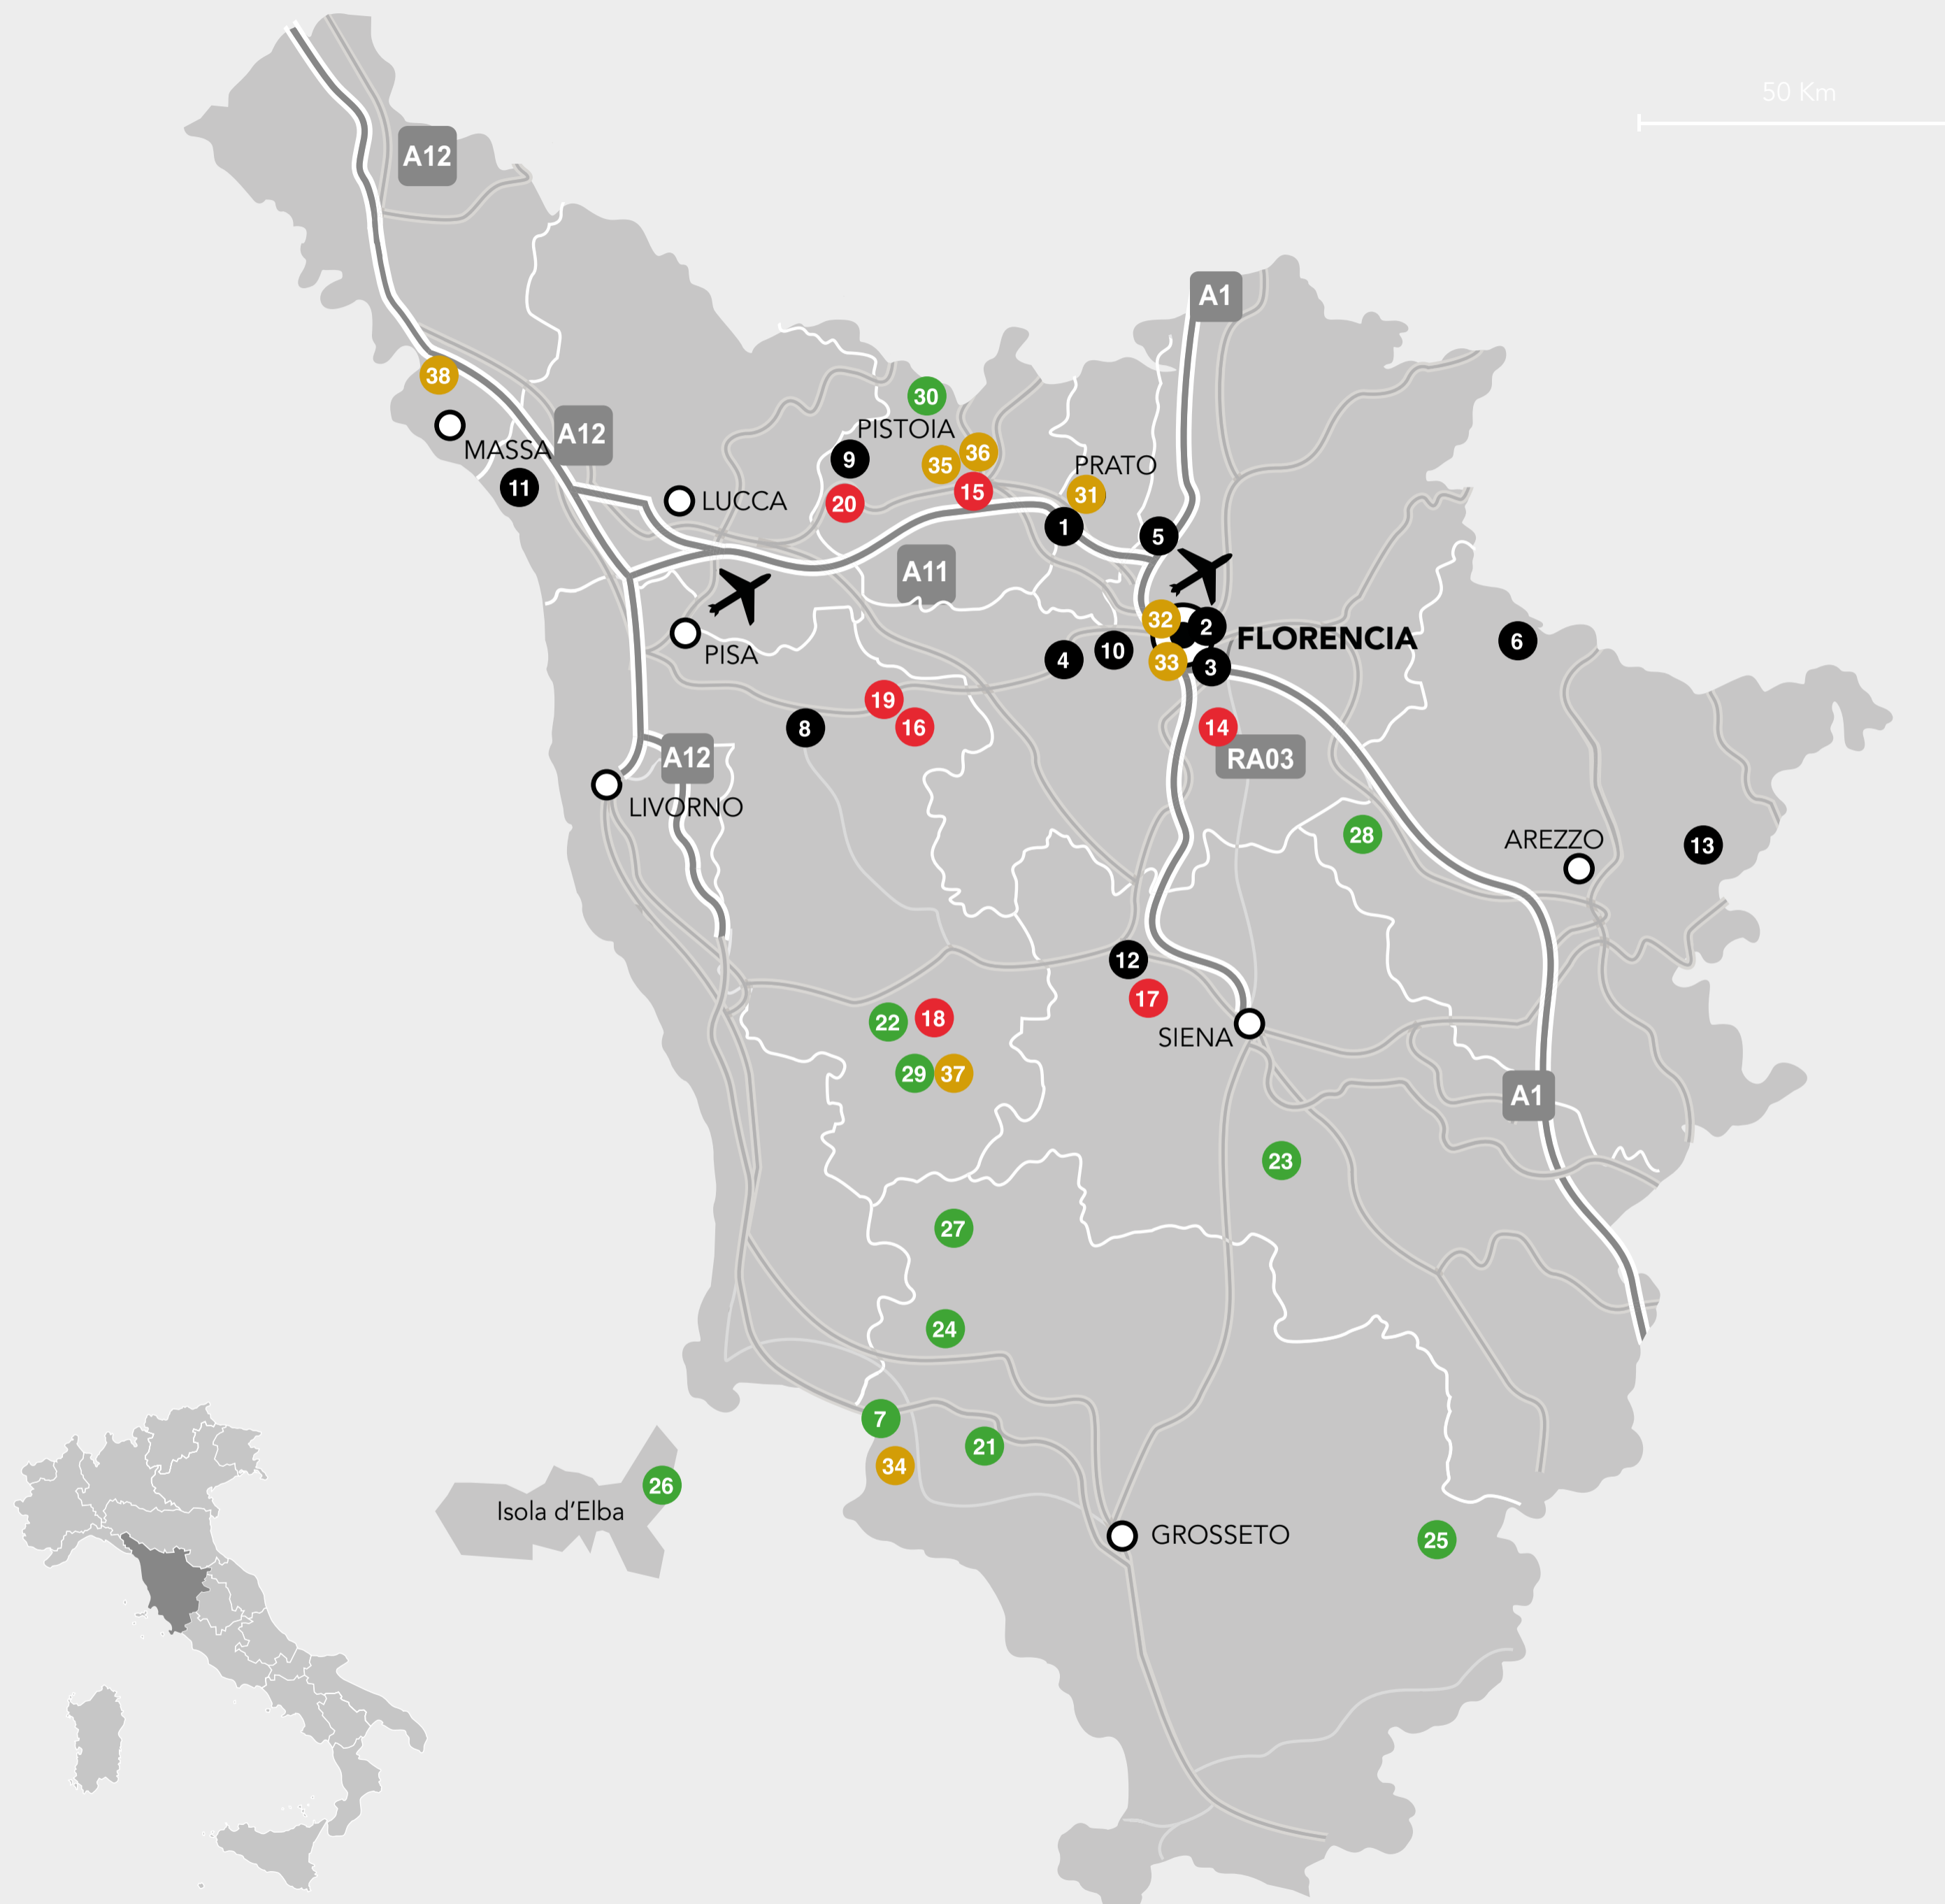 50 Km
A12
A1
38
30
PISTOIA
MASSA
A12
9
35
36
PRATO
11
LUCCA
20
15
31
1
5
A11
32
2
FLORENCIA
6
PISA
4
10
33
3
19
16
8
14
A12
RA03
LIVORNO
28
AREZZO
13
12
17
22
18
SIENA
29
37
A1
23
27
24
7
21
34
26
Isola d'Elba
GROSSETO
25